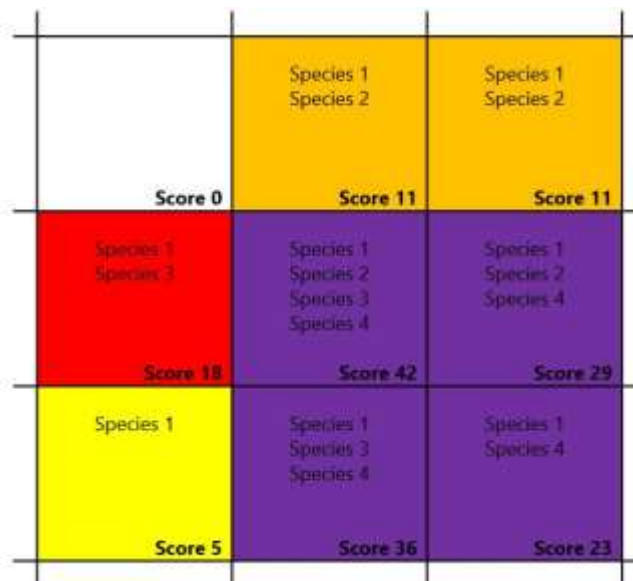 Score 0
Species 1
Species 2
Score 11
Species 1
Species 2
Score 11
Species 1
Species 3
Score 18
Species 1
Species 2
Species 3
Species 4
Score 42
Species 1
Species 2
Species 4
Score 29
Species 1
Score 5
Species 1
Species 3
Species 4
Score 36
Species 1
Species 4
Score 23